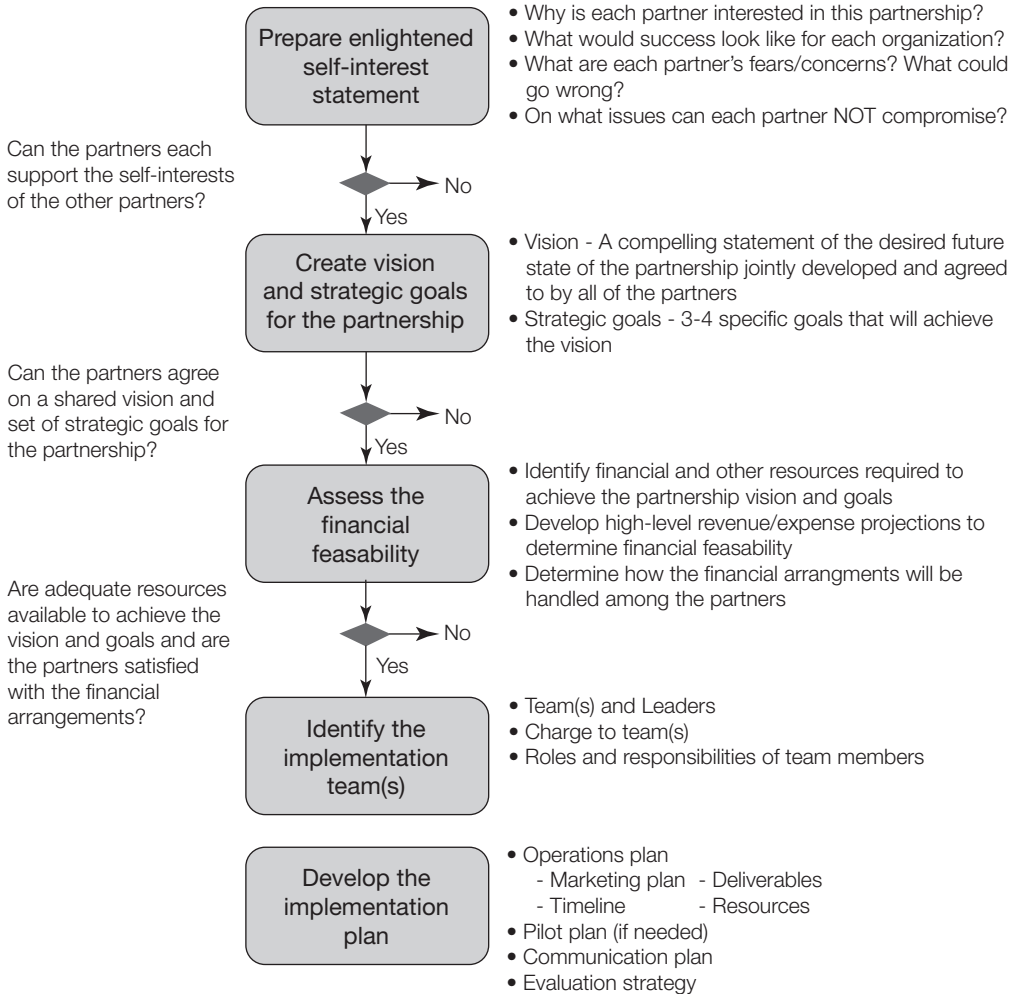 Prepare enlightened
self-interest
statement
• Why is each partner interested in this partnership?
• What would success look like for each organization?
• What are each partner's fears/concerns? What could
go wrong?
• On what issues can each partner NOT compromise?
Can the partners each
support the self-interests
of the other partners?
No
Yes
Create vision
and strategic goals
for the partnership
• Vision - A compelling statement of the desired future
state of the partnership jointly developed and agreed
to by all of the partners
• Strategic goals - 3-4 specific goals that will achieve
the vision
Can the partners agree
on a shared vision and
set of strategic goals for
the partnership?
No
Yes
Assess the
financial
feasability
• Identify financial and other resources required to
achieve the partnership vision and goals
• Develop high-level revenue/expense projections to
determine financial feasability
• Determine how the financial arrangments will be
handled among the partners
Are adequate resources
available to achieve the
vision and goals and are
the partners satisfied
with the financial
arrangements?
No
Yes
Identify the
implementation
team(s)
• Team(s) and Leaders
• Charge to team(s)
• Roles and responsibilities of team members
Develop the
implementation
plan
• Operations plan
- Marketing plan - Deliverables
- Timeline - Resources
• Pilot plan (if needed)
• Communication plan
• Evaluation strategy